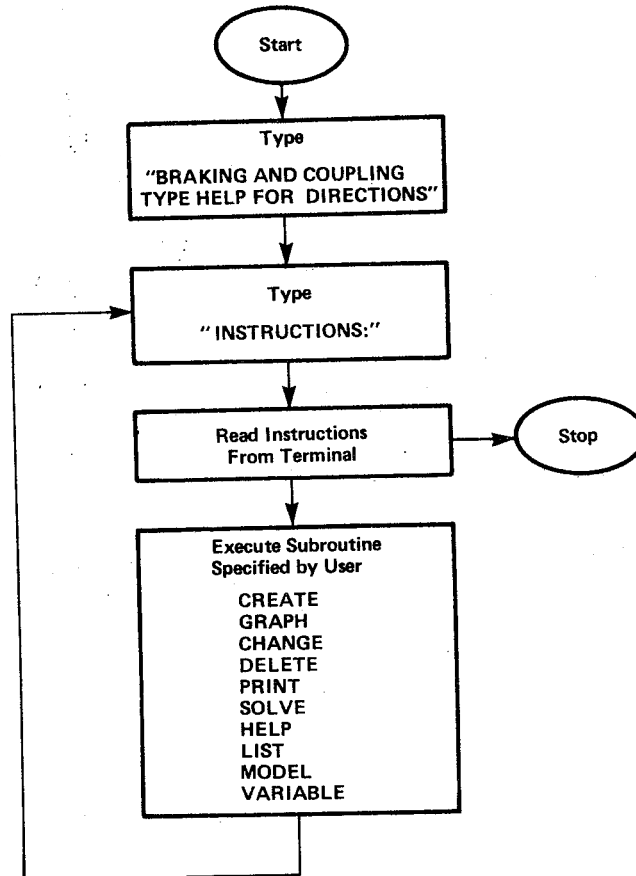 Start
Type
"BRAKING AND COUPLING
TYPE HELP FOR DIRECTIONS"
Type
"INSTRUCTIONS:"
Read Instructions
From Terminal
Stop
Execute Subroutine
Specified by User
CREATE
GRAPH
CHANGE
DELETE
PRINT
SOLVE
HELP
LIST
MODEL
VARIABLE